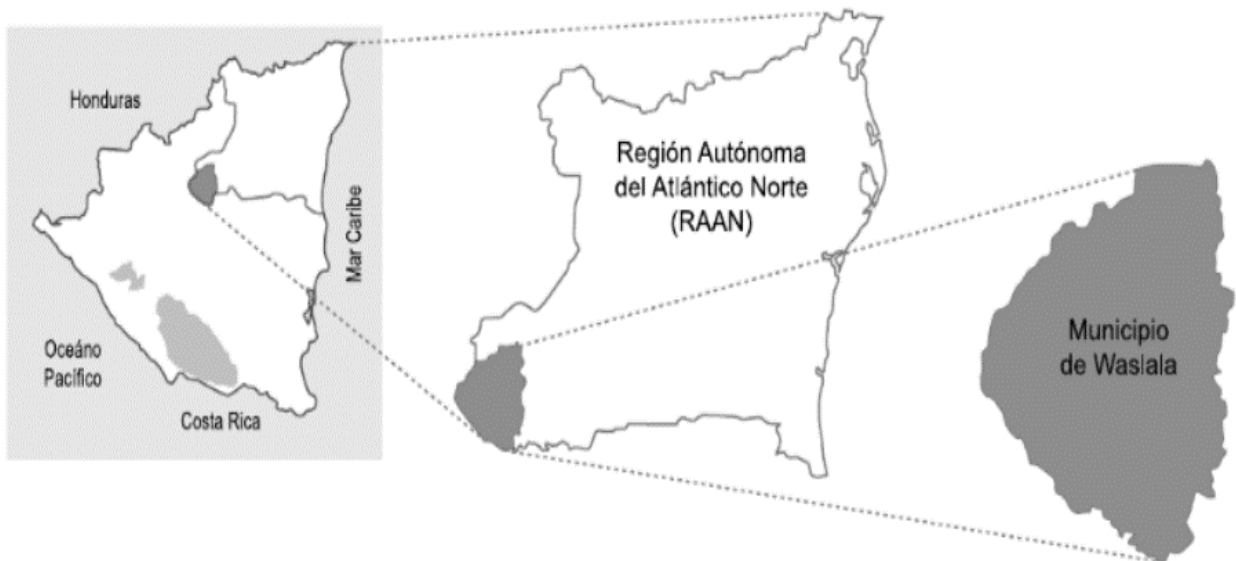 Honduras
Mar Caribe
Oceáno
Pacífico
Costa Rica
Región Autónoma
del Atlántico Norte
(RAAN)
Municipio
de Waslala